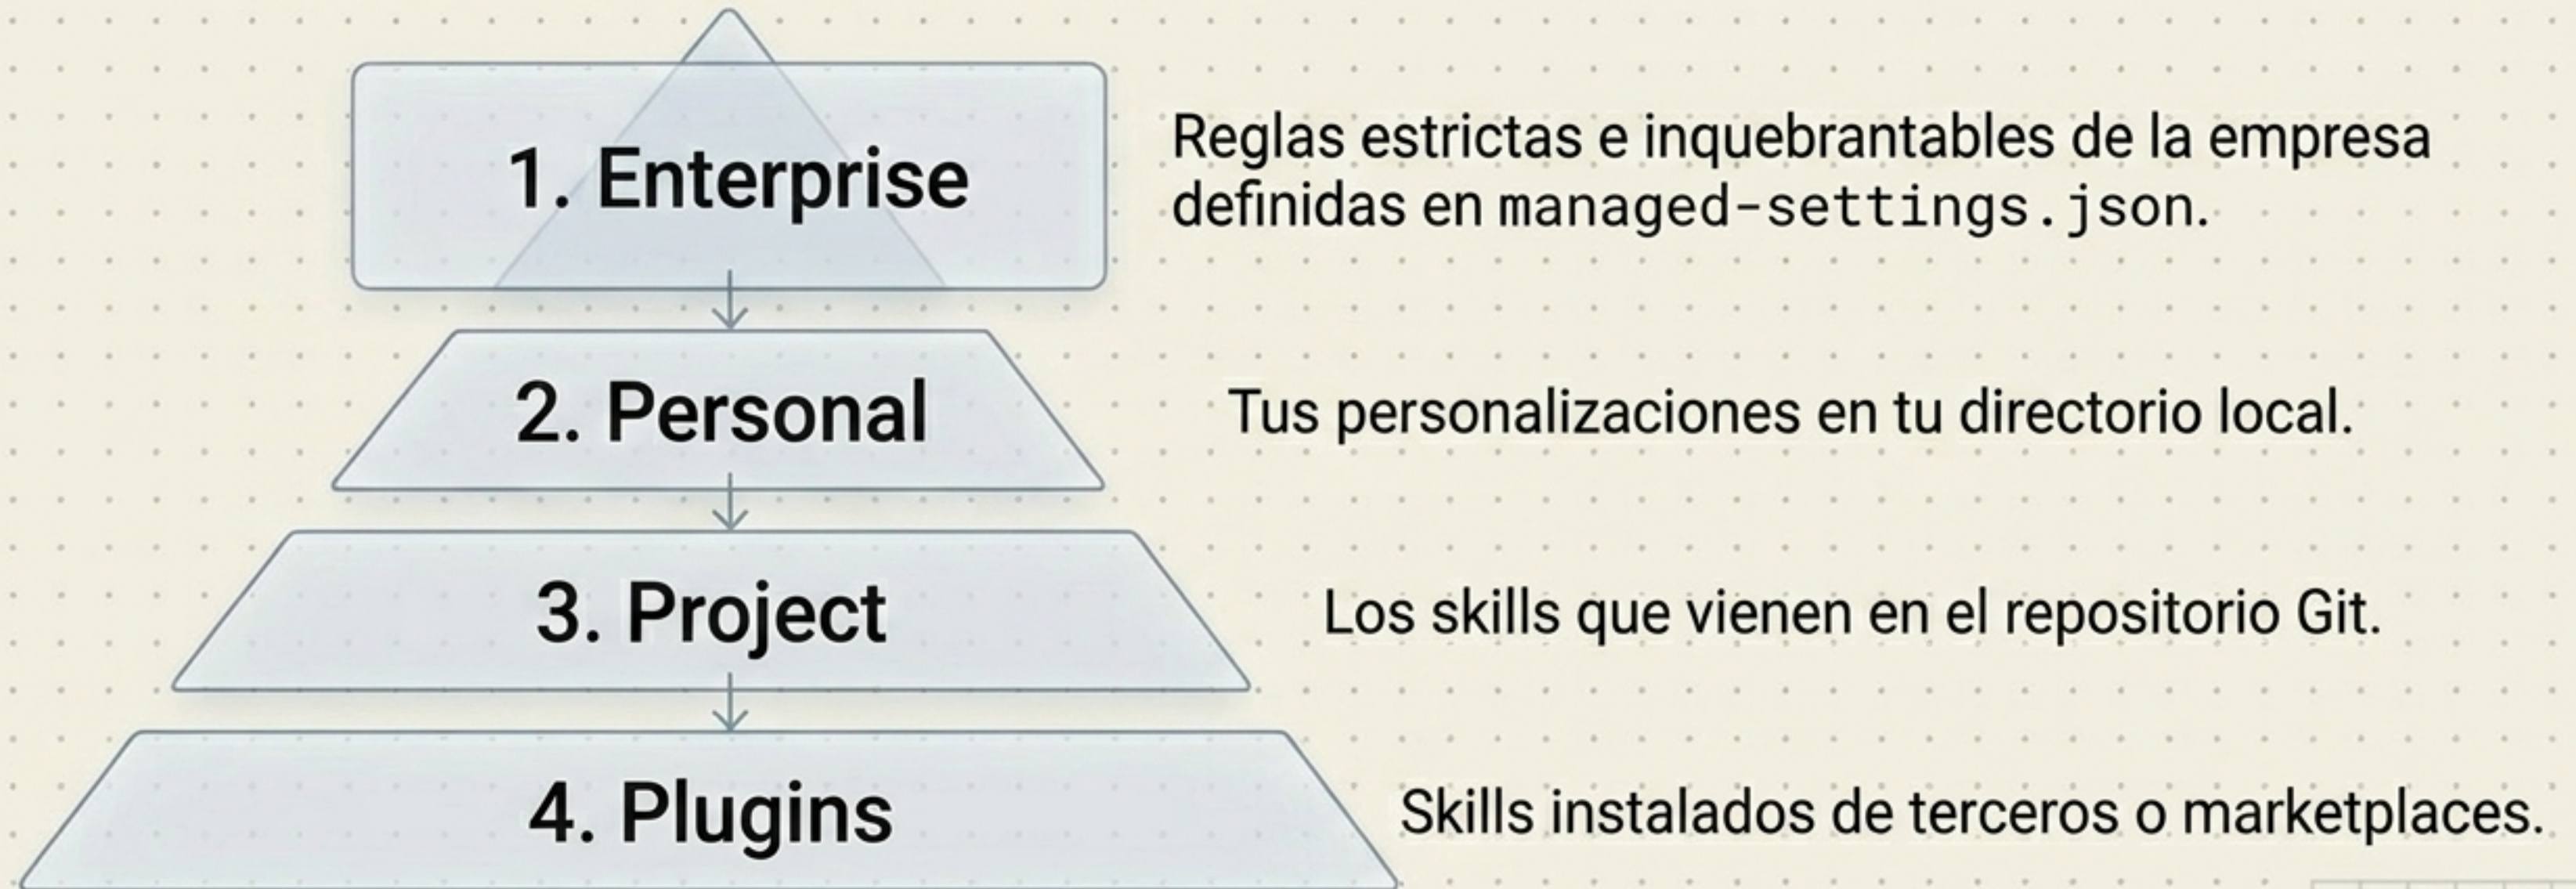 1. Enterprise
Reglas estrictas e inquebrantables de la empresa
definidas en managed-settings.json.
2. Personal
Tus personalizaciones en tu directorio local.
3. Project
Los skills que vienen en el repositorio Git.
4. Plugins
Skills instalados de terceros o marketplaces.